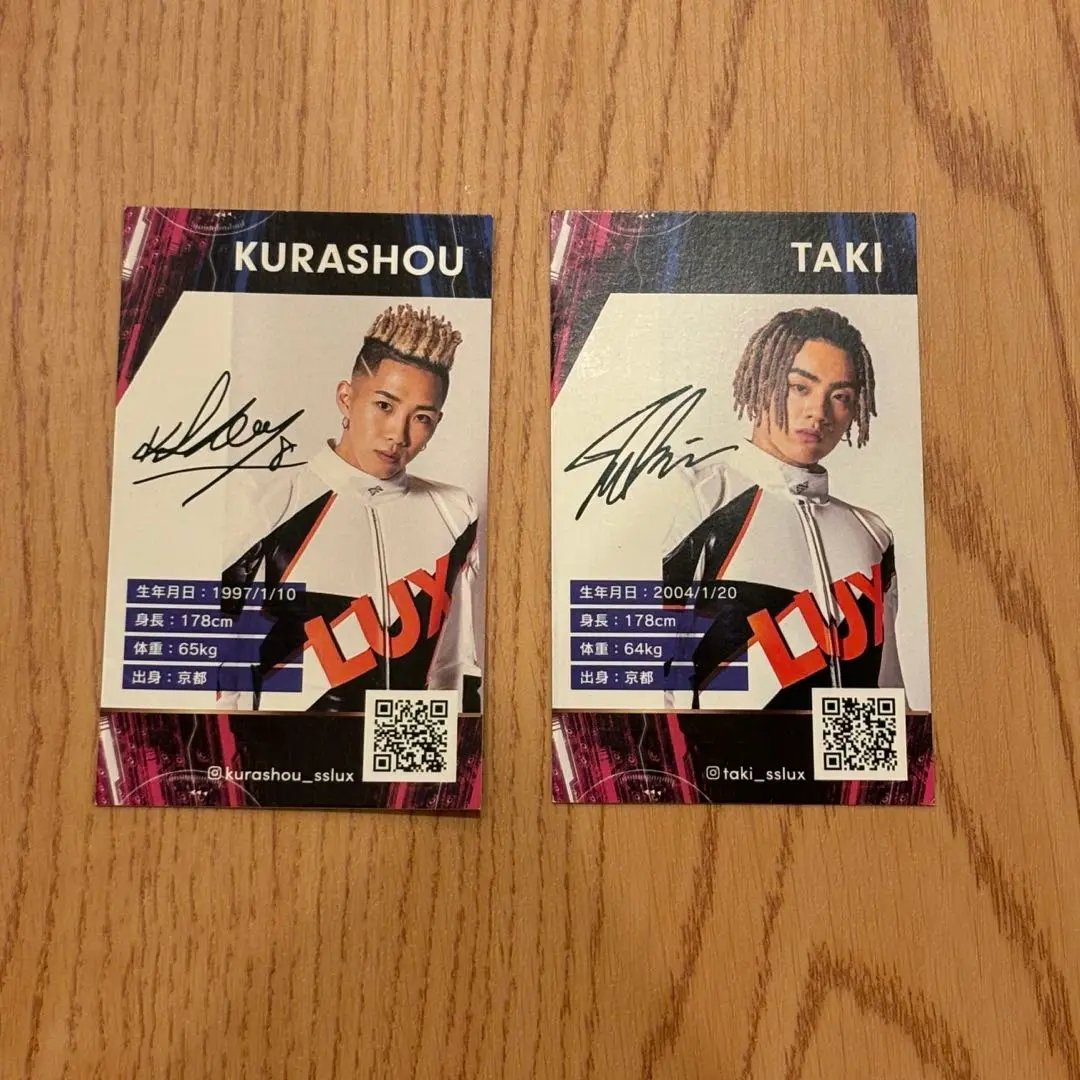 KURASHOU
LUX
生年月日：1997/1/10
身長：178cm
体重：65kg
出身：京都
kurashou_sslux
TAKI
LUX
生年月日：2004/1/20
身長：178cm
体重：64kg
出身：京都
taki_sslux